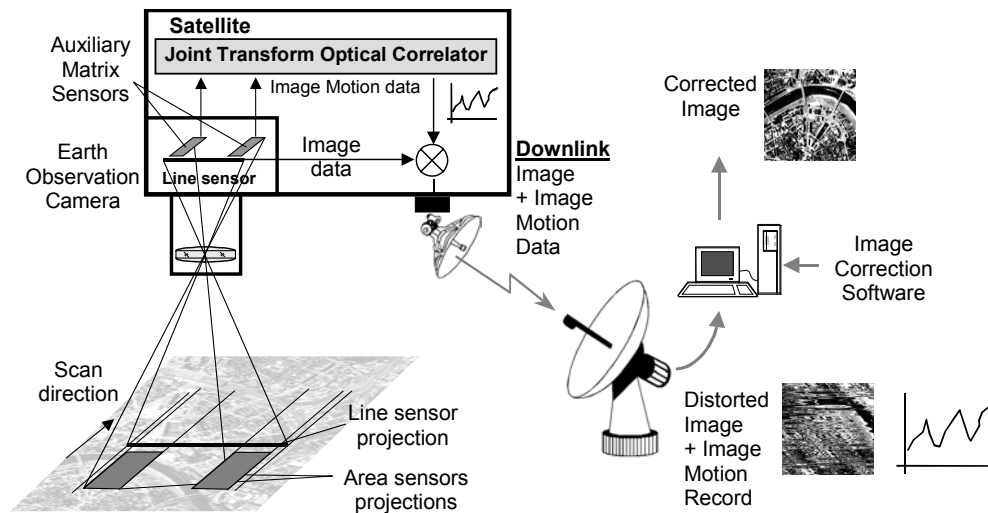 Satellite
Joint Transform Optical Correlator
Auxiliary
Matrix
Sensors
Image Motion data
Earth
Observation
Camera
Line sensor
Image
data
Downlink
Image
+ Image
Motion
Data
Corrected
Image
Image
Correction
Software
Scan
direction
Line sensor
projection
Area sensors
projections
Distorted
Image
+ Image
Motion
Record